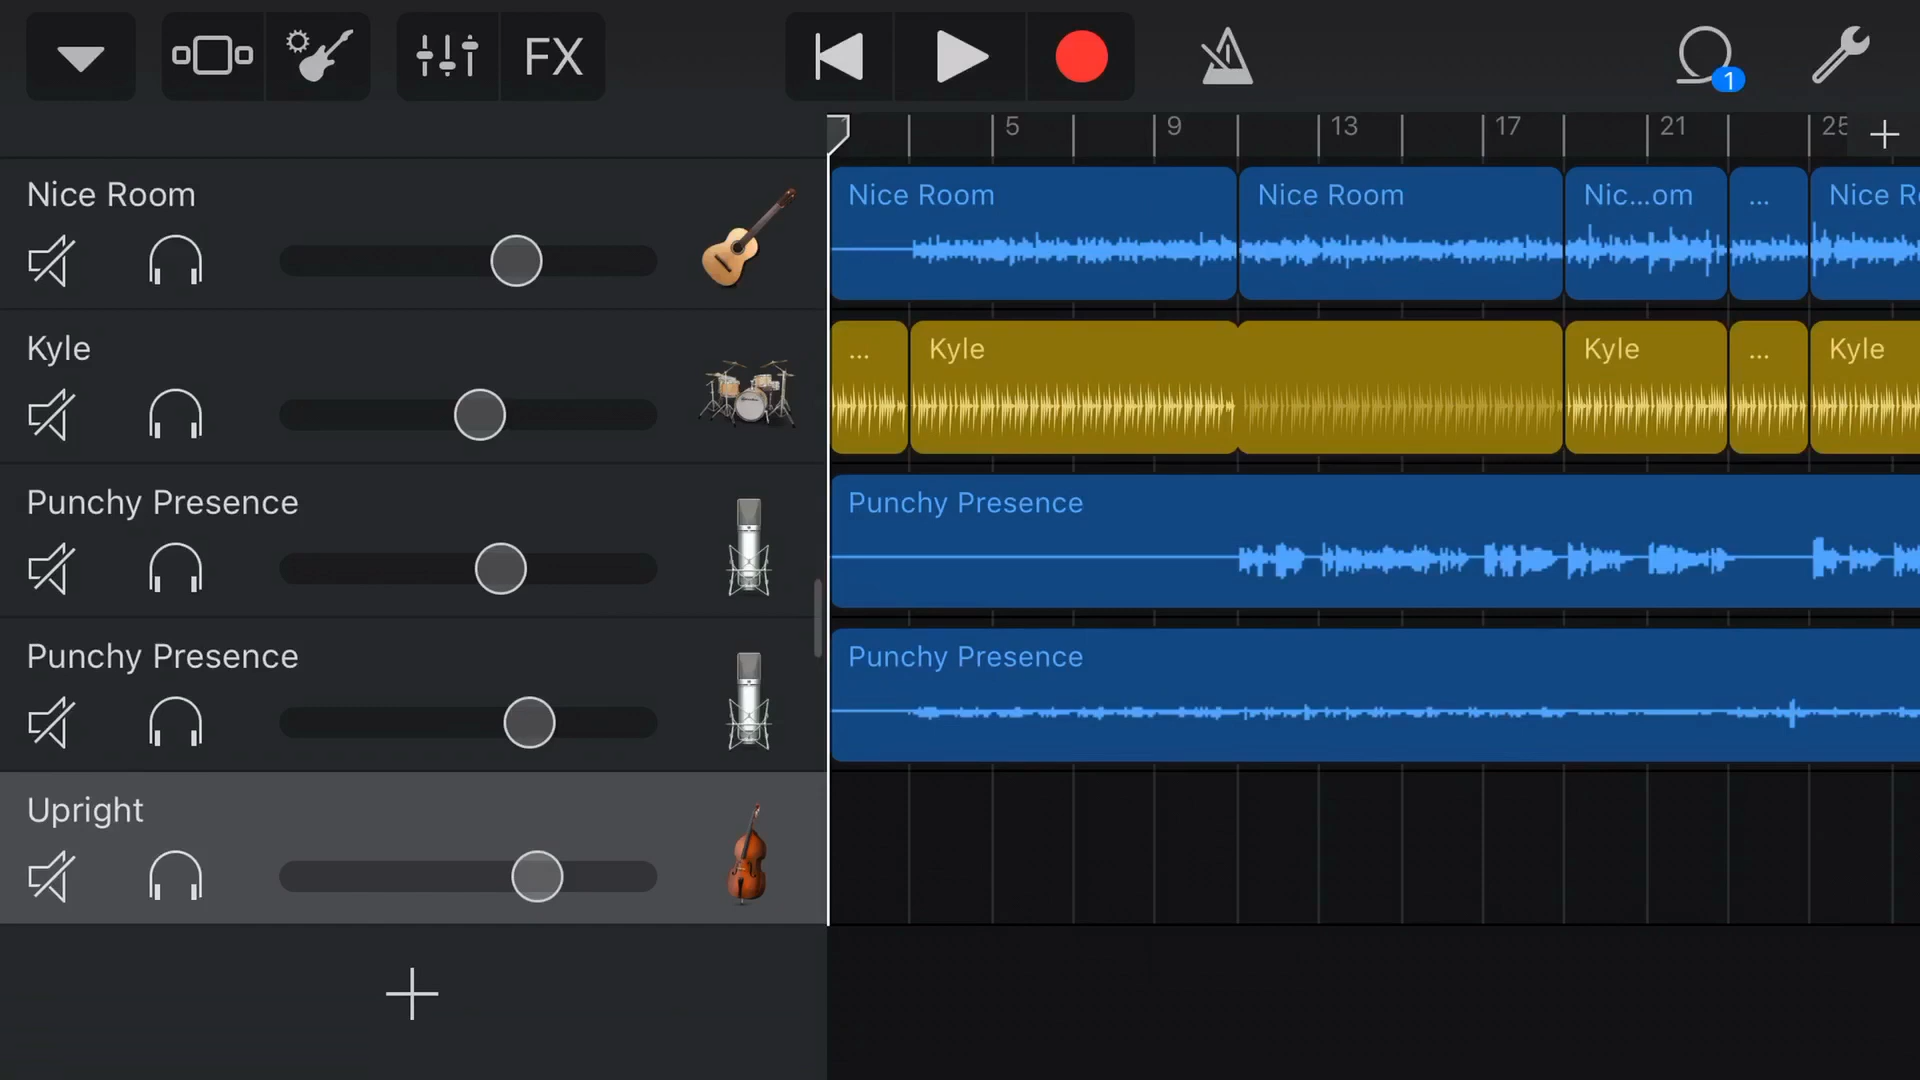 FX
1
5 9 13 17 21 25
Nice Room
Nice Room Nice Room Nic...om ... Nice R
Kyle
... Kyle Kyle ... Kyle
Punchy Presence
Punchy Presence
Punchy Presence
Punchy Presence
Upright